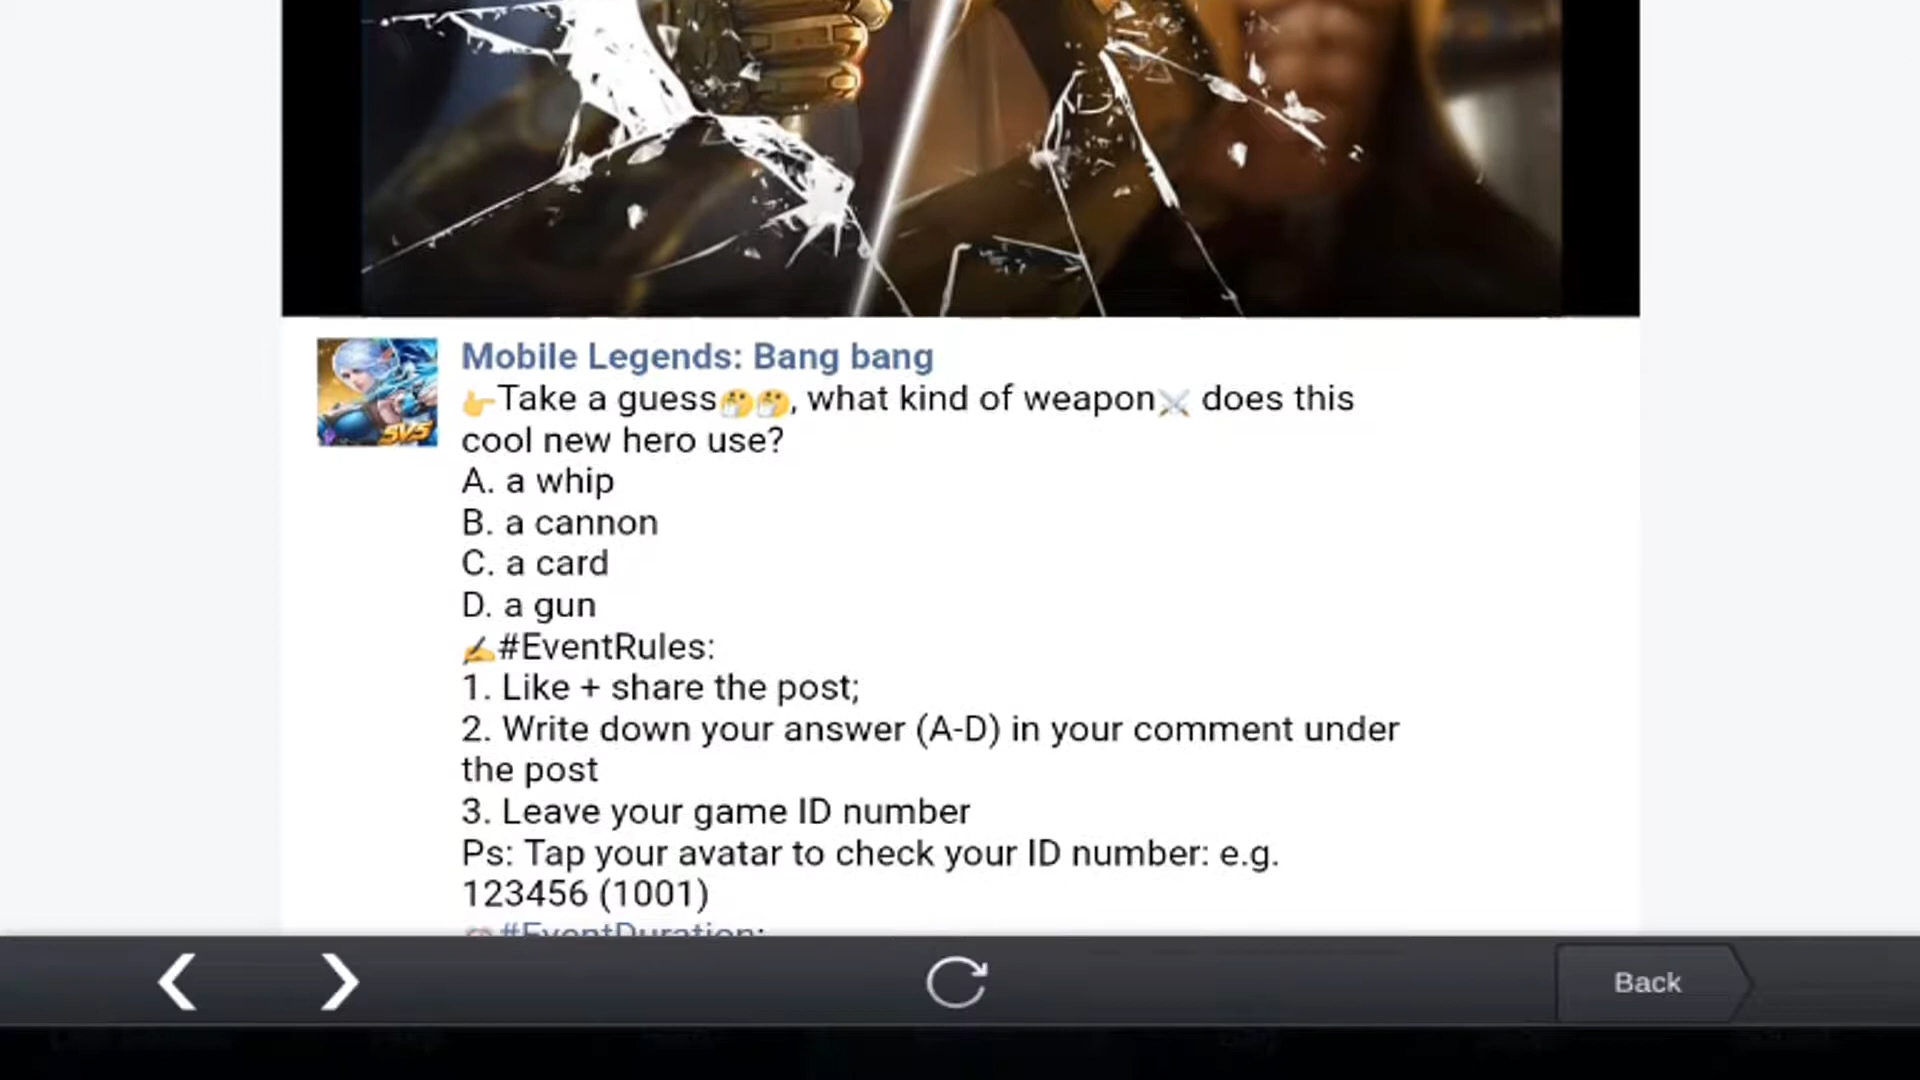 5V5
Mobile Legends: Bang bang
👉Take a guess🤔🤔, what kind of weapon⚔ does this
cool new hero use?
A. a whip
B. a cannon
C. a card
D. a gun
✍#EventRules:
1. Like + share the post;
2. Write down your answer (A-D) in your comment under
the post
3. Leave your game ID number
Ps: Tap your avatar to check your ID number: e.g.
123456 (1001)
#EventDuration:
Back